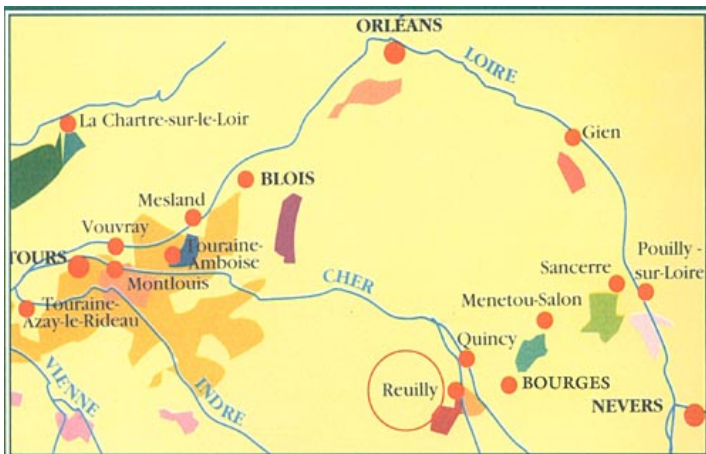 ORLÉANS
LOIRE
La Chartre-sur-le-Loir
Gien
BLOIS
Mesland
Vouvray
TOURS
Touraine-
Amboise
Montlouis
CHER
Sancerre
Pouilly -
sur-Loire
Touraine-
Azay-le-Rideau
Menetou-Salon
Quincy
VIENNE
INDRE
Reuilly
BOURGES
NEVERS